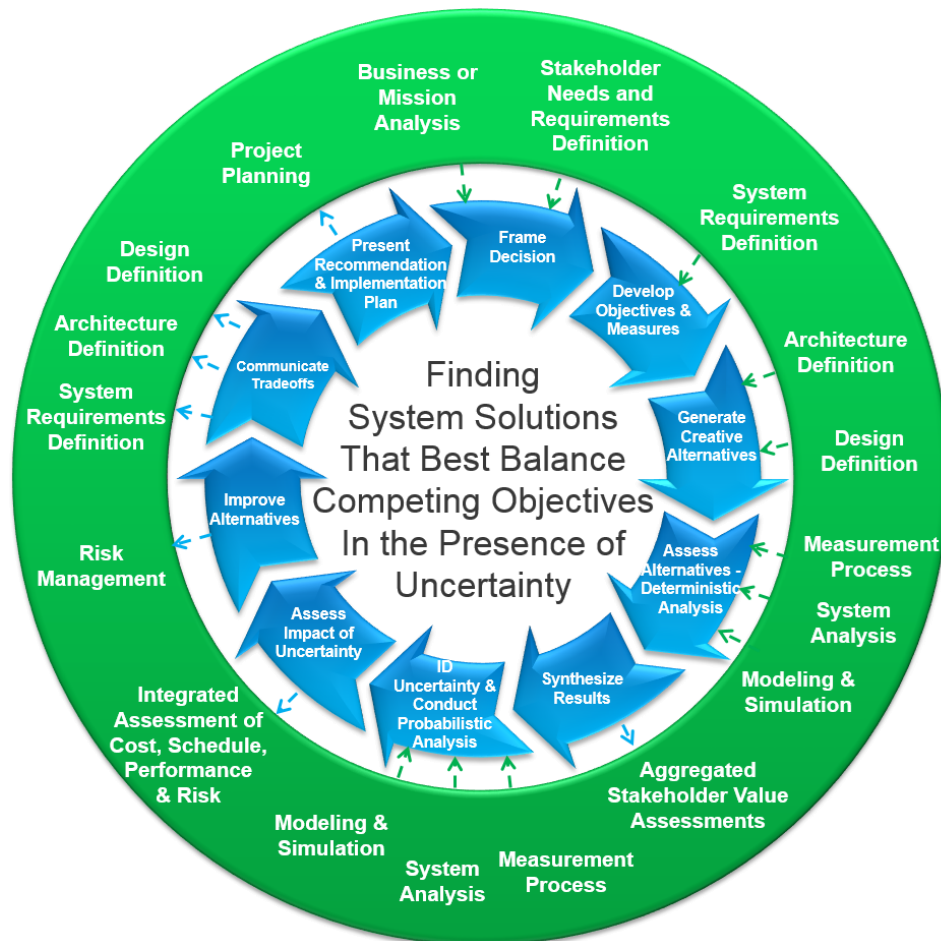 Business or
Mission
Analysis
Stakeholder
Needs and
Requirements
Definition
System
Requirements
Definition
Architecture
Definition
Design
Definition
Measurement
Process
System
Analysis
Modeling &
Simulation
Aggregated
Stakeholder Value
Assessments
Measurement
Process
System
Analysis
Modeling &
Simulation
Integrated
Assessment of
Cost, Schedule,
Performance
& Risk
Risk
Management
System
Requirements
Definition
Architecture
Definition
Design
Definition
Project
Planning
Frame
Decision
Develop
Objectives &
Measures
Generate
Creative
Alternatives
Assess
Alternatives -
Deterministic
Analysis
Synthesize
Results
ID
Uncertainty &
Conduct
Probabilistic
Analysis
Assess
Impact of
Uncertainty
Improve
Alternatives
Communicate
Tradeoffs
Present
Recommendation
& Implementation
Plan
Finding
System Solutions
That Best Balance
Competing Objectives
In the Presence of
Uncertainty